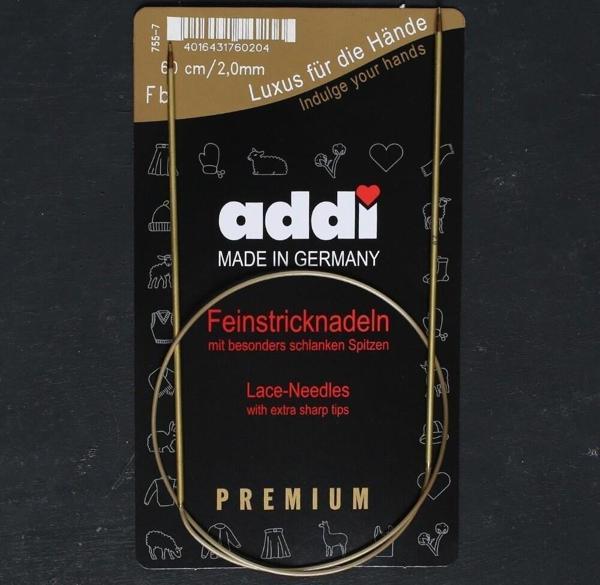 755-7
4016431760204
60 cm/2,0mm
Luxus für die Hände
Indulge your hands
addi
MADE IN GERMANY
Feinstricknadeln
mit besonders schlanken Spitzen
Lace-Needles
with extra sharp tips
PREMIUM